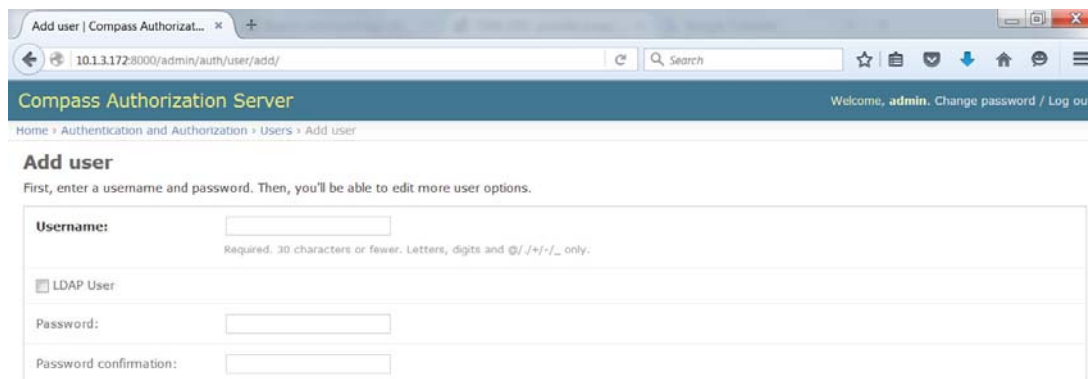 Add user | Compass Authorizat... × +
10.1.3.172:8000/admin/auth/user/add/ Search
Compass Authorization Server Welcome, admin. Change password / Log ou
Home › Authentication and Authorization › Users › Add user
Add user
First, enter a username and password. Then, you'll be able to edit more user options.
Username:
Required. 30 characters or fewer. Letters, digits and @/./+/-/_ only.
LDAP User
Password:
Password confirmation: